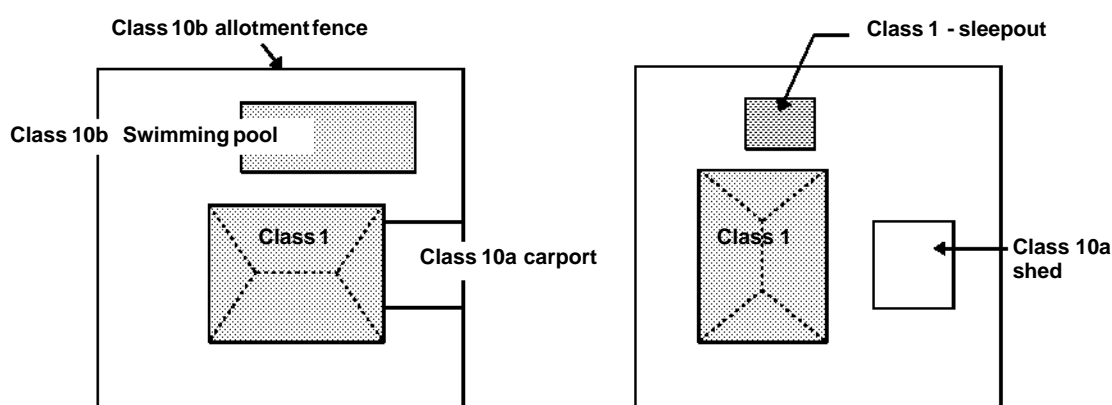 Class 10b allotment fence
Class 10b Swimming pool
Class 1
Class 10a carport
Class 1 - sleepout
Class 1
Class 10a
shed